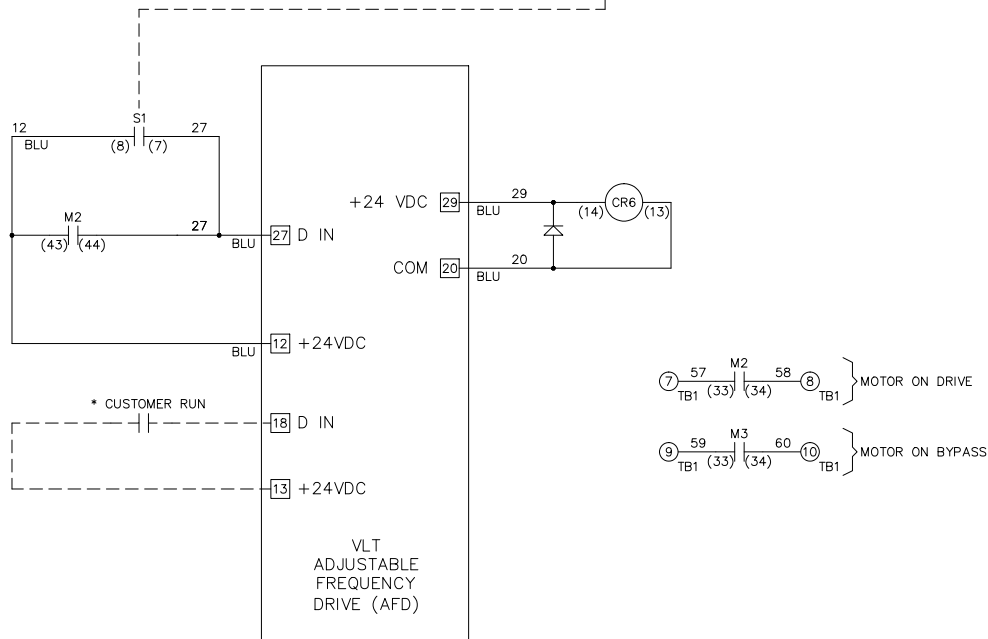 S1
12
27
BLU
(8)
(7)
M2
27
(43)
(44)
BLU
27 D IN
+24 VDC 29
29
BLU
(14)
CR6
(13)
COM 20
20
BLU
BLU
12 +24VDC
* CUSTOMER RUN
18 D IN
13 +24VDC
VLT
ADJUSTABLE
FREQUENCY
DRIVE (AFD)
M2
7
57
58
8
TB1
(33)
(34)
TB1
MOTOR ON DRIVE
M3
9
59
60
10
TB1
(33)
(34)
TB1
MOTOR ON BYPASS